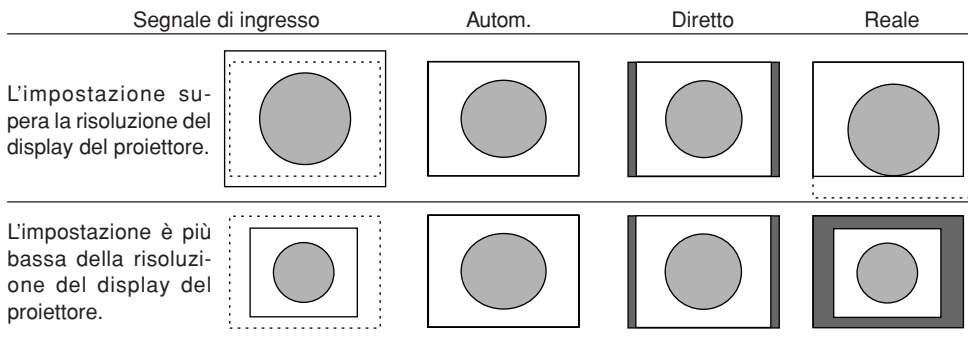 Segnale di ingresso Autom. Diretto Reale
L'impostazione su-
pera la risoluzione del
display del proiettore.
L'impostazione è più
bassa della risoluzi-
one del display del
proiettore.